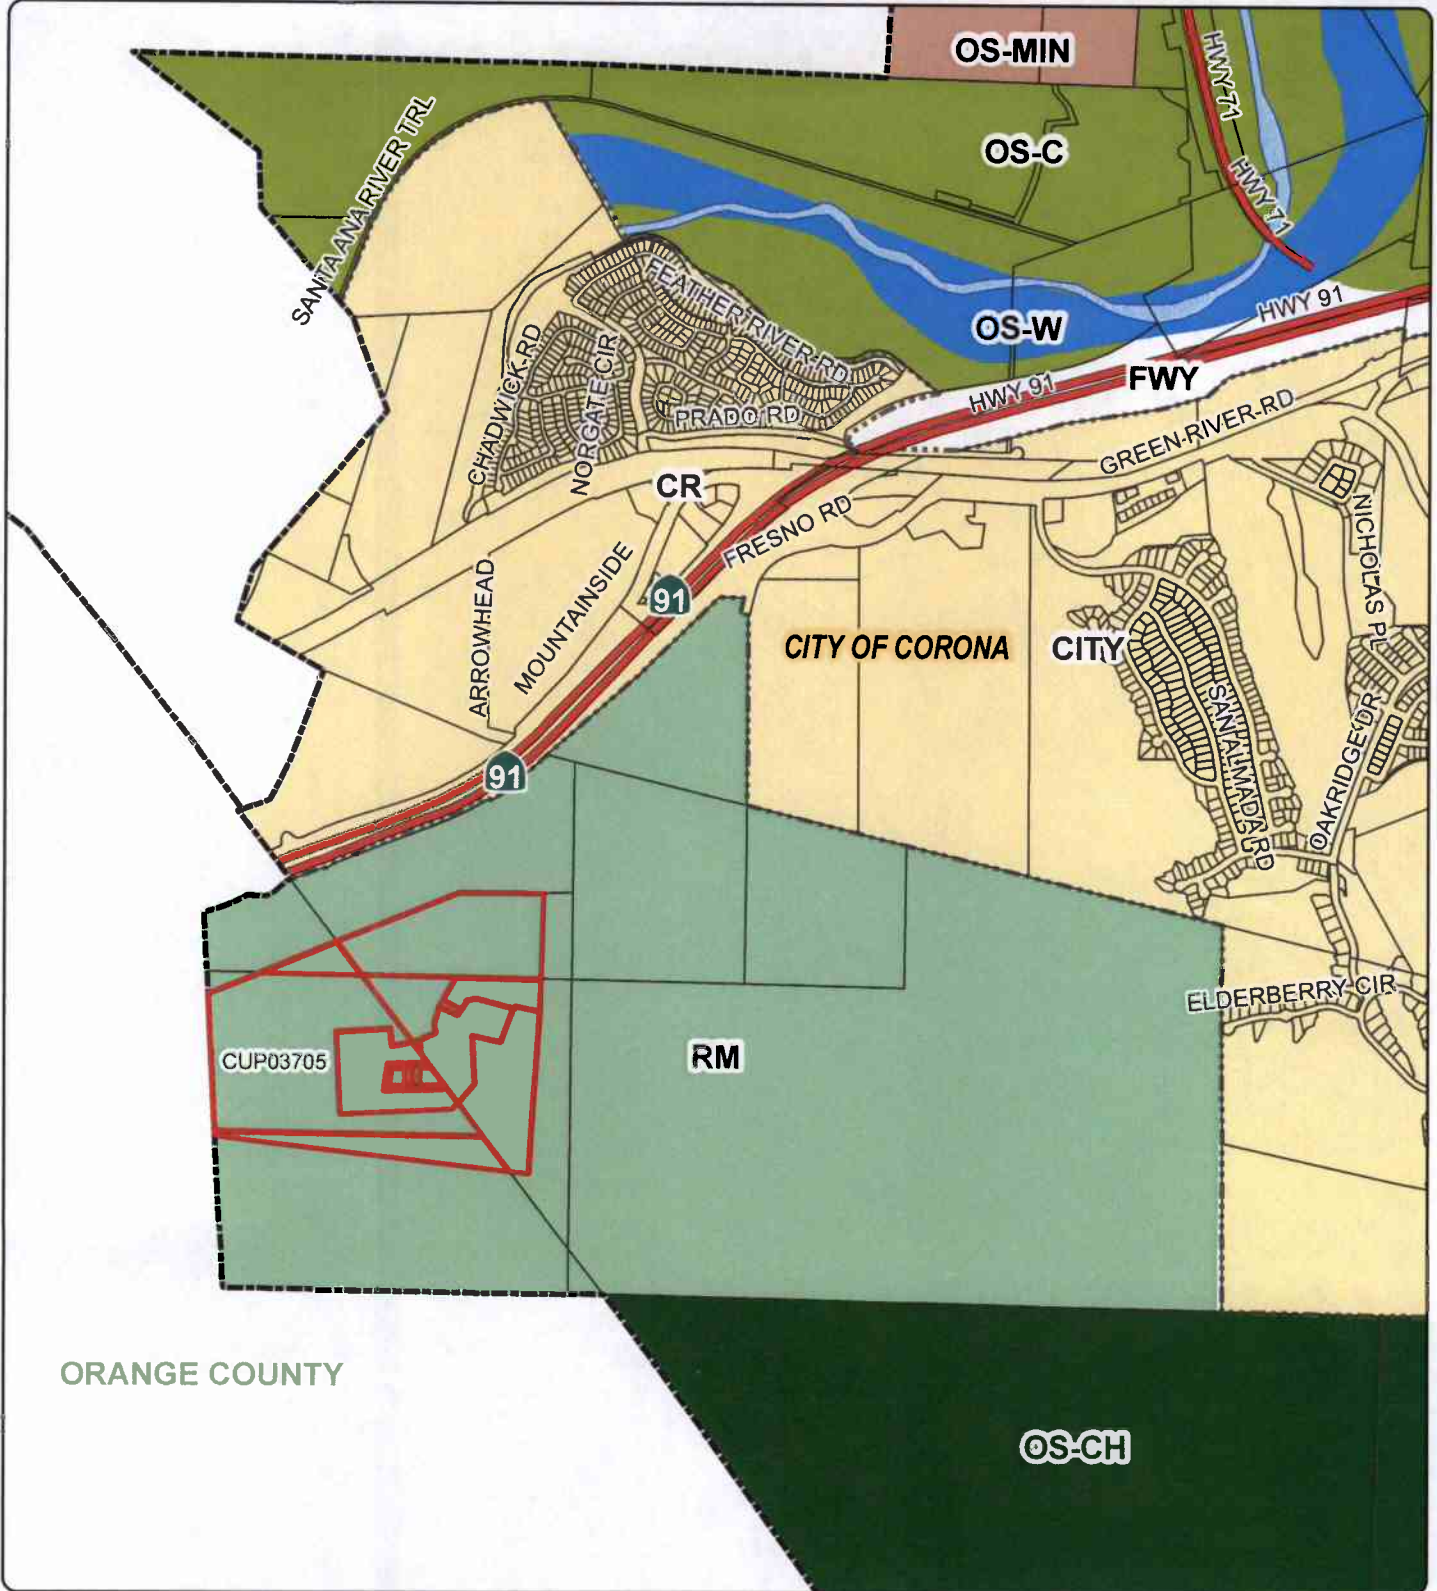 OS-MIN
HWY 71
OS-C
HWY 71
SANTA ANA RIVER TRL
FEATHER RIVER RD
OS-W
HWY 91
CHADWICK RD
NORGATE CIR
FWY
HWY 91
PRADO RD
GREEN-RIVER-RD
CR
FRESNO RD
NICHOLAS PL
ARROWHEAD
MOUNTAINSIDE
91
CITY OF CORONA
CITY
SANTALMADA RD
OAKRIDGE DR
91
ELDERBERRY CIR
CUP03705
RM
ORANGE COUNTY
OS-CH